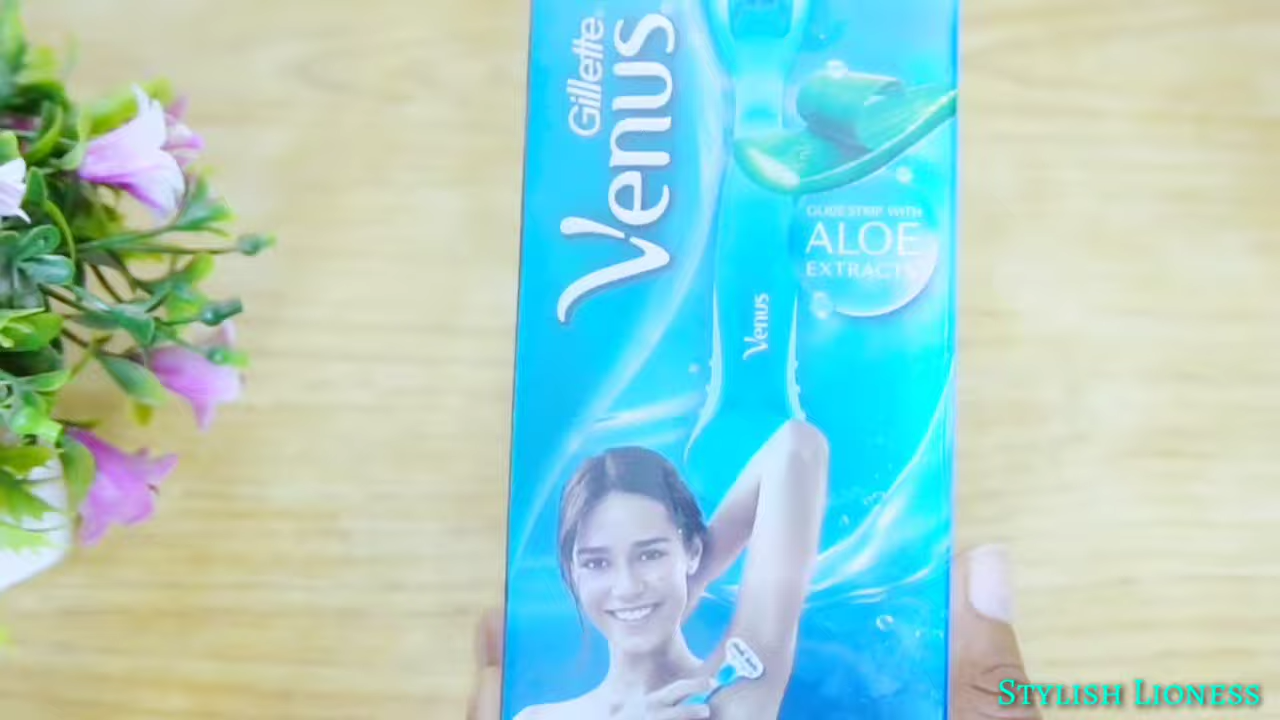 Gillette
Venus
GLIDE STRIP WITH
ALOE
EXTRACTS
Venus
Stylish Lioness